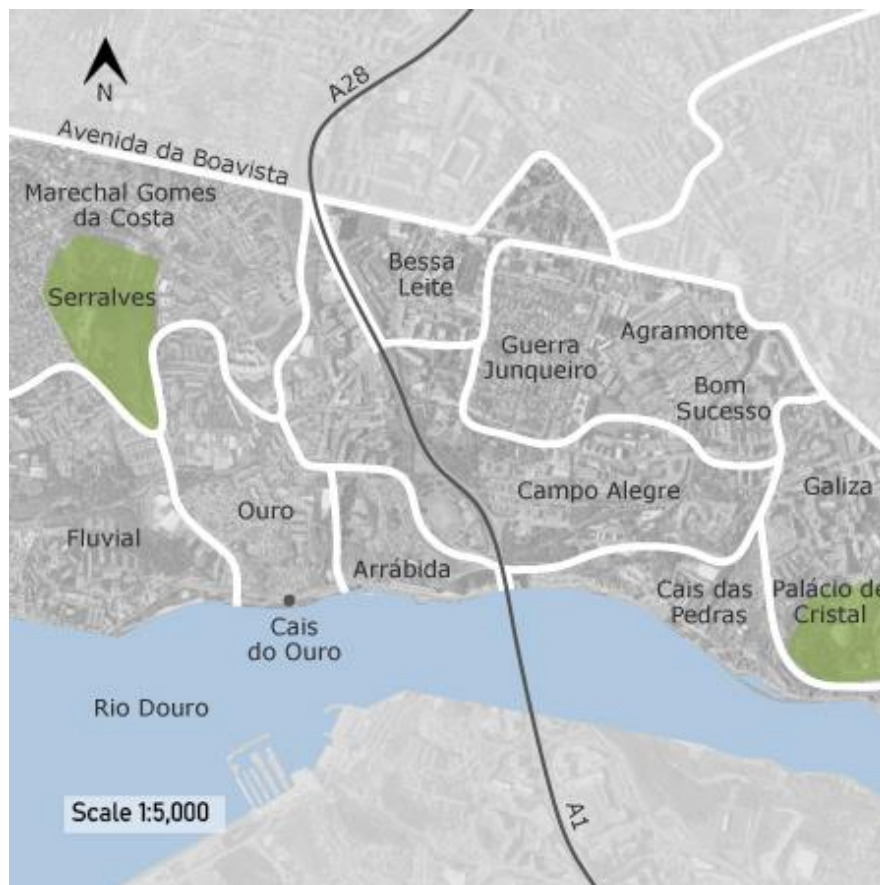 N
A28
Avenida da Boavista
Marechal Gomes
da Costa
Bessa
Leite
Serralves
Agramonte
Guerra
Junqueiro
Bom
Sucesso
Campo Alegre
Galiza
Ouro
Fluvial
Arrábida
Cais das
Pedras
Palácio de
Cristal
Cais
do Ouro
Rio Douro
Scale 1:5,000
A1